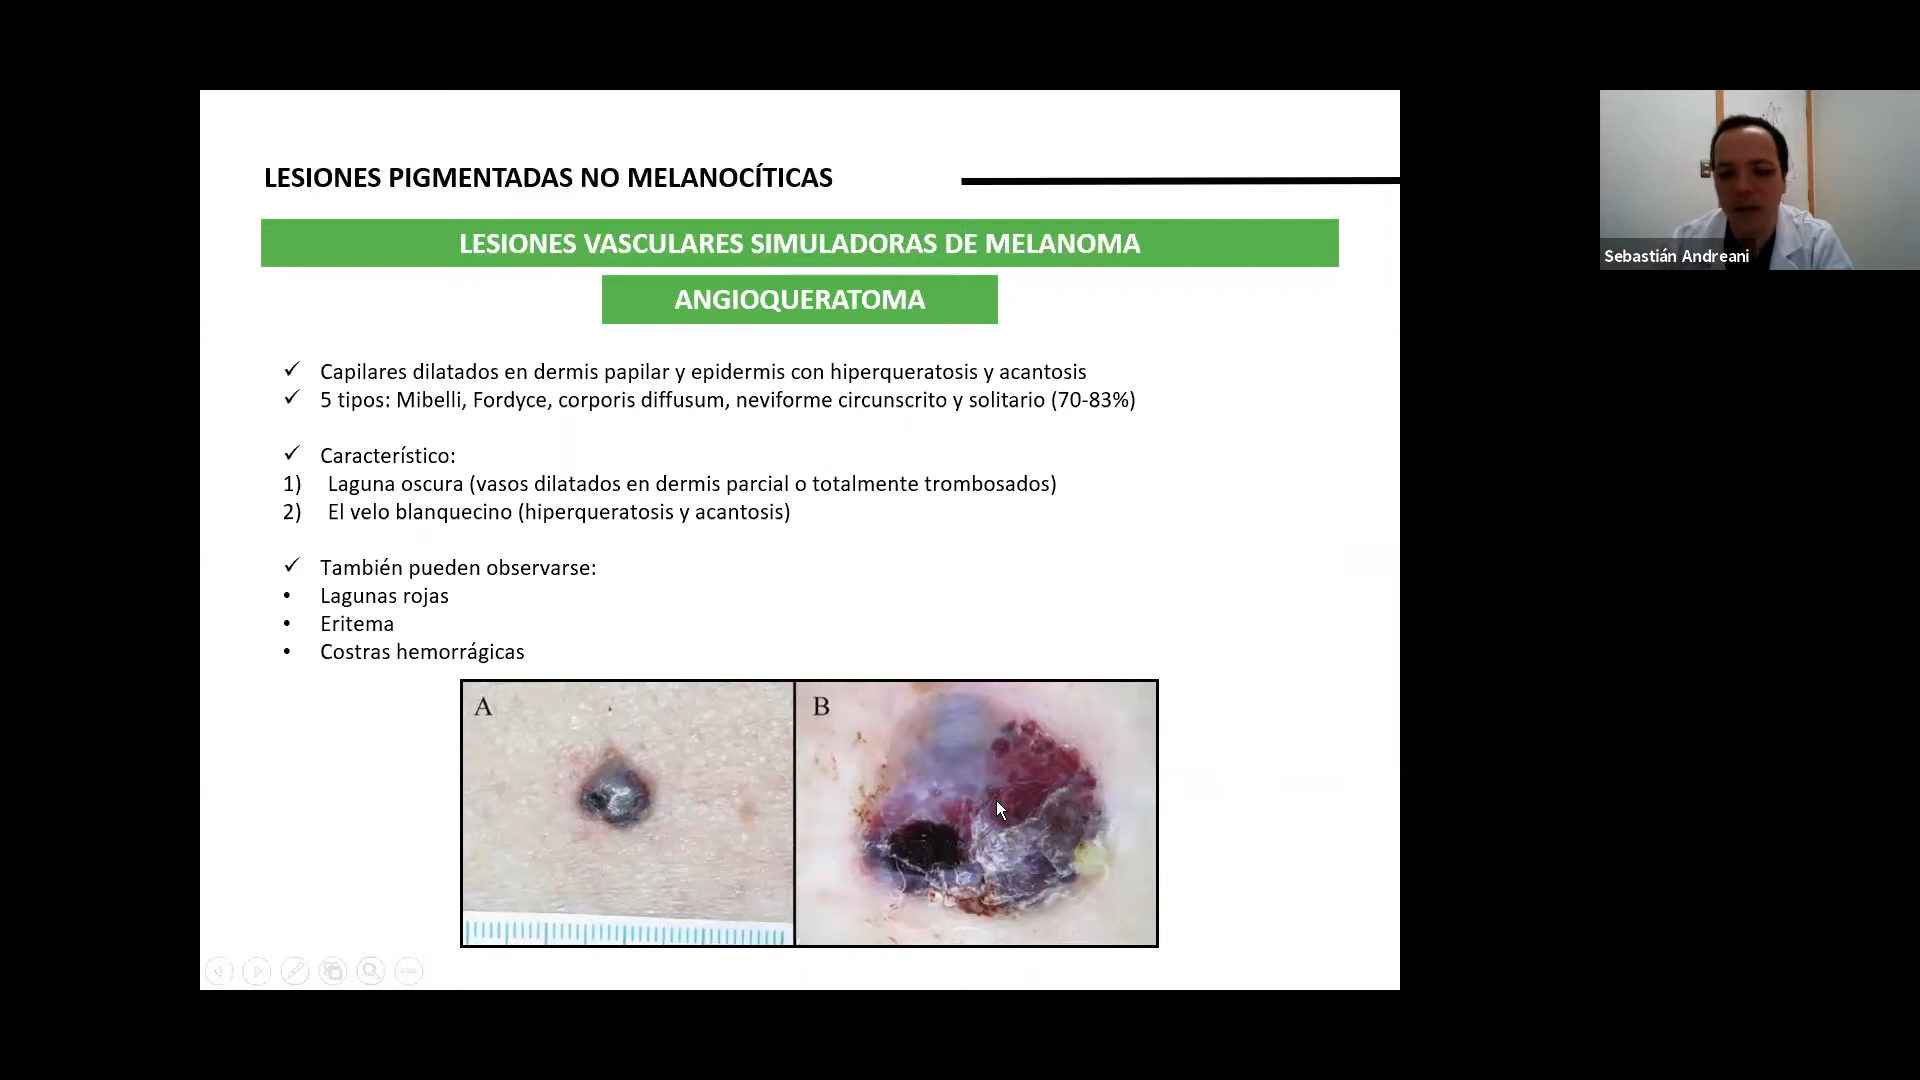 LESIONES PIGMENTADAS NO MELANOCÍTICAS
LESIONES VASCULARES SIMULADORAS DE MELANOMA
ANGIOQUERATOMA
✓ Capilares dilatados en dermis papilar y epidermis con hiperqueratosis y acantosis
✓ 5 tipos: Mibelli, Fordyce, corporis diffusum, neviforme circunscrito y solitario (70-83%)
✓ Característico:
1) Laguna oscura (vasos dilatados en dermis parcial o totalmente trombosados)
2) El velo blanquecino (hiperqueratosis y acantosis)
✓ También pueden observarse:
• Lagunas rojas
• Eritema
• Costras hemorrágicas
A
B
Sebastián Andreani